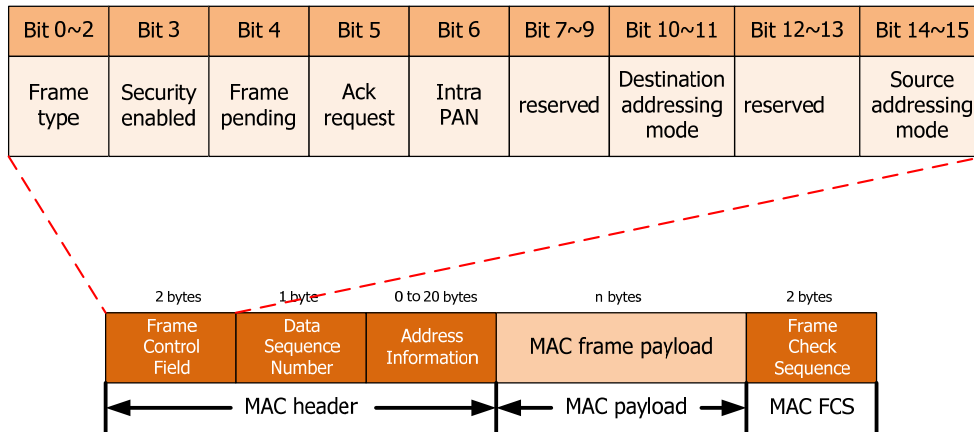 Bit 0~2 Bit 3 Bit 4 Bit 5 Bit 6 Bit 7~9 Bit 10~11 Bit 12~13 Bit 14~15
Frame
type
Security
enabled
Frame
pending
Ack
request
Intra
PAN
reserved
Destination
addressing
mode
reserved
Source
addressing
mode
2 bytes 1 byte 0 to 20 bytes n bytes 2 bytes
Frame
Control
Field
Data
Sequence
Number
Address
Information
MAC frame payload
Frame
Check
Sequence
MAC header MAC payload MAC FCS